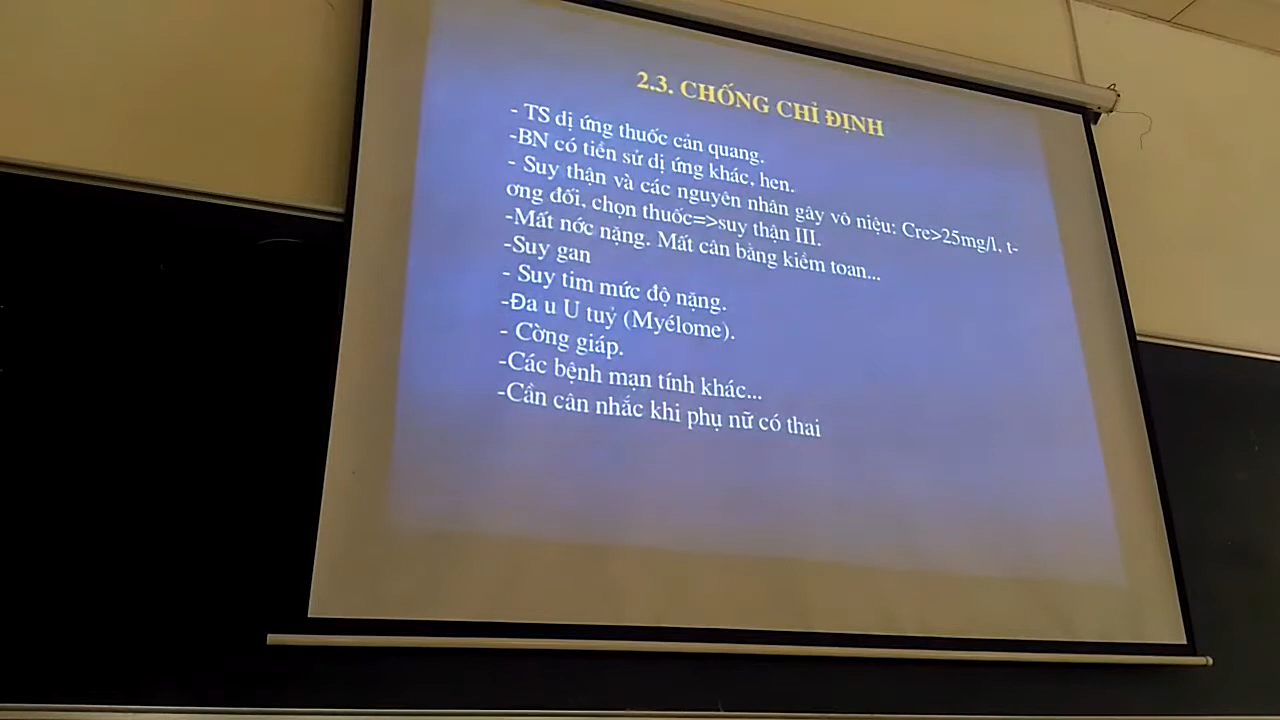 2.3. CHỐNG CHỈ ĐỊNH
- TS dị ứng thuốc cản quang.
-BN có tiền sử dị ứng khác, hen.
- Suy thận và các nguyên nhân gây vô niệu: Cre>25mg/l, t-
ơng đối, chọn thuốc=>suy thận III.
-Mất nớc nặng. Mất cân bằng kiềm toan...
-Suy gan
- Suy tim mức độ nặng.
-Đa u U tuỷ (Myélome).
- Cờng giáp.
-Các bệnh mạn tính khác...
-Cần cân nhắc khi phụ nữ có thai